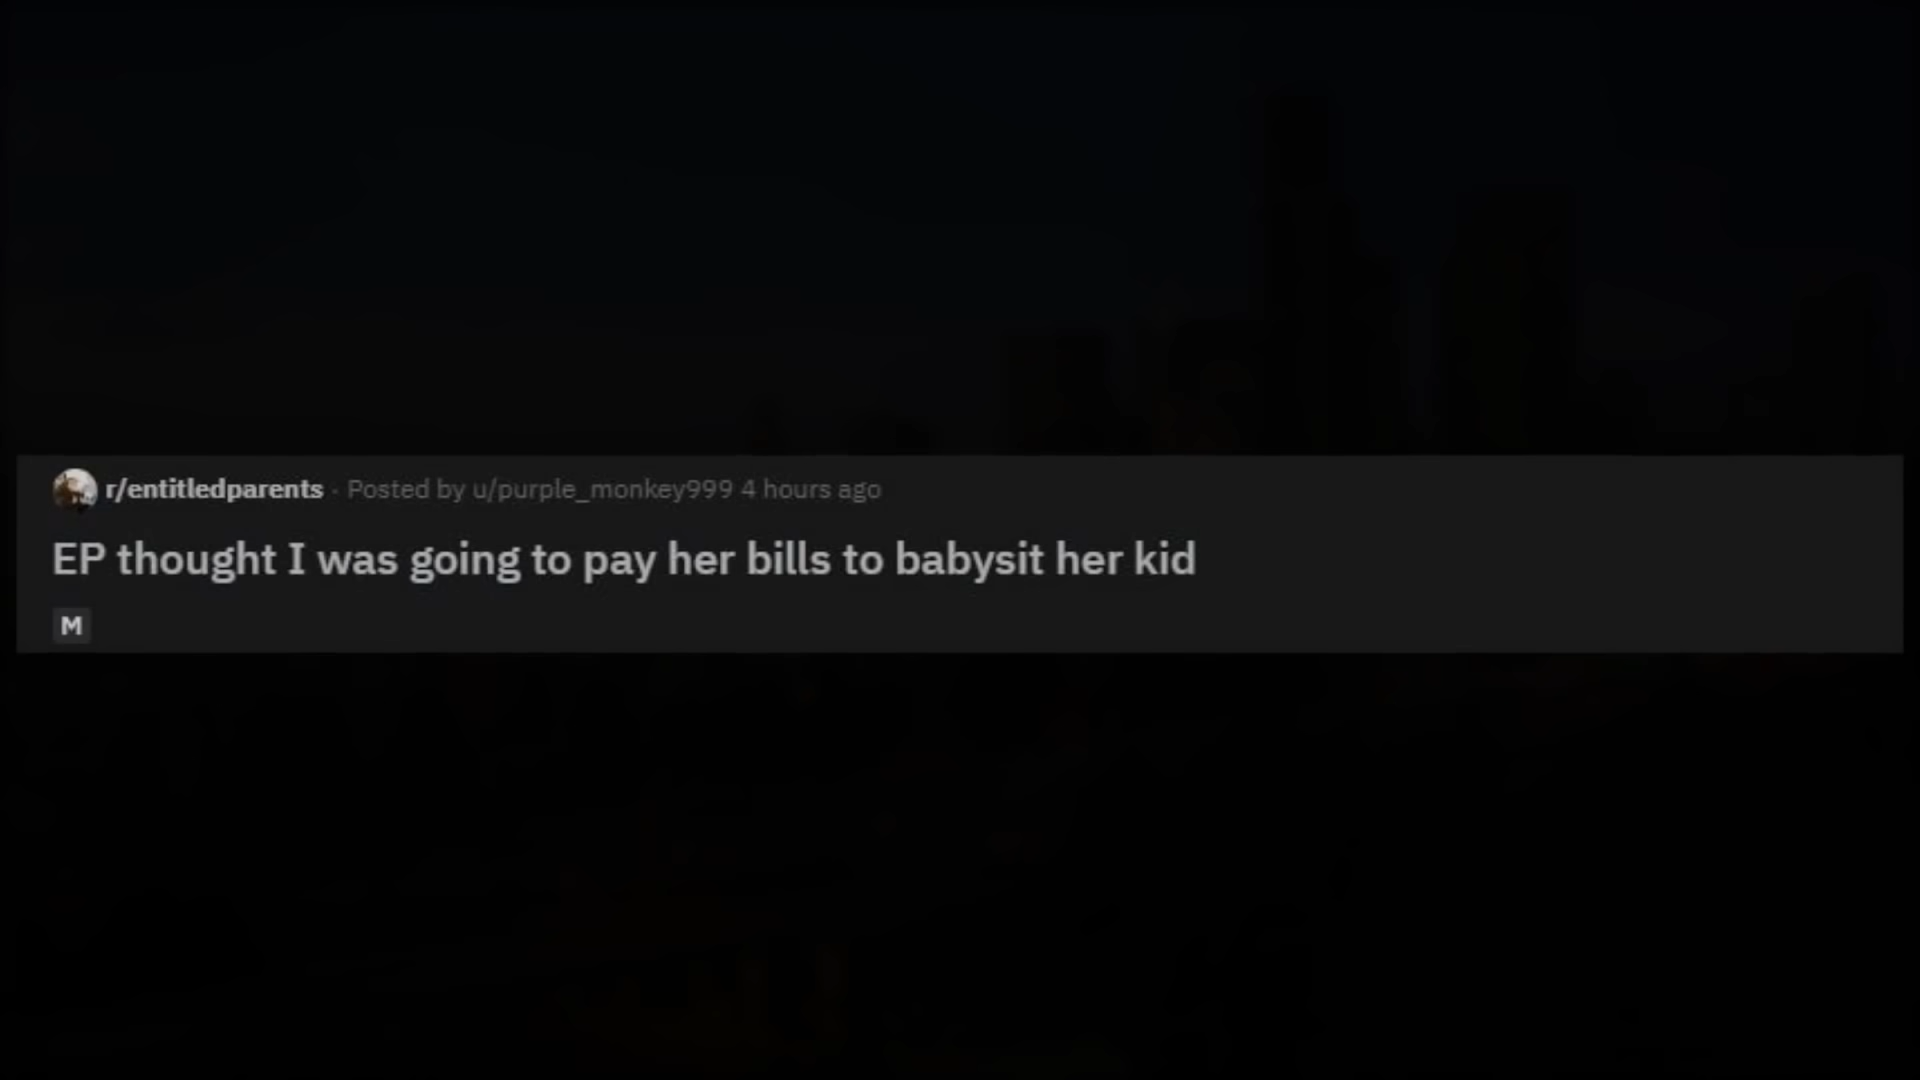 r/entitledparents · Posted by u/purple_monkey999 4 hours ago
EP thought I was going to pay her bills to babysit her kid
M